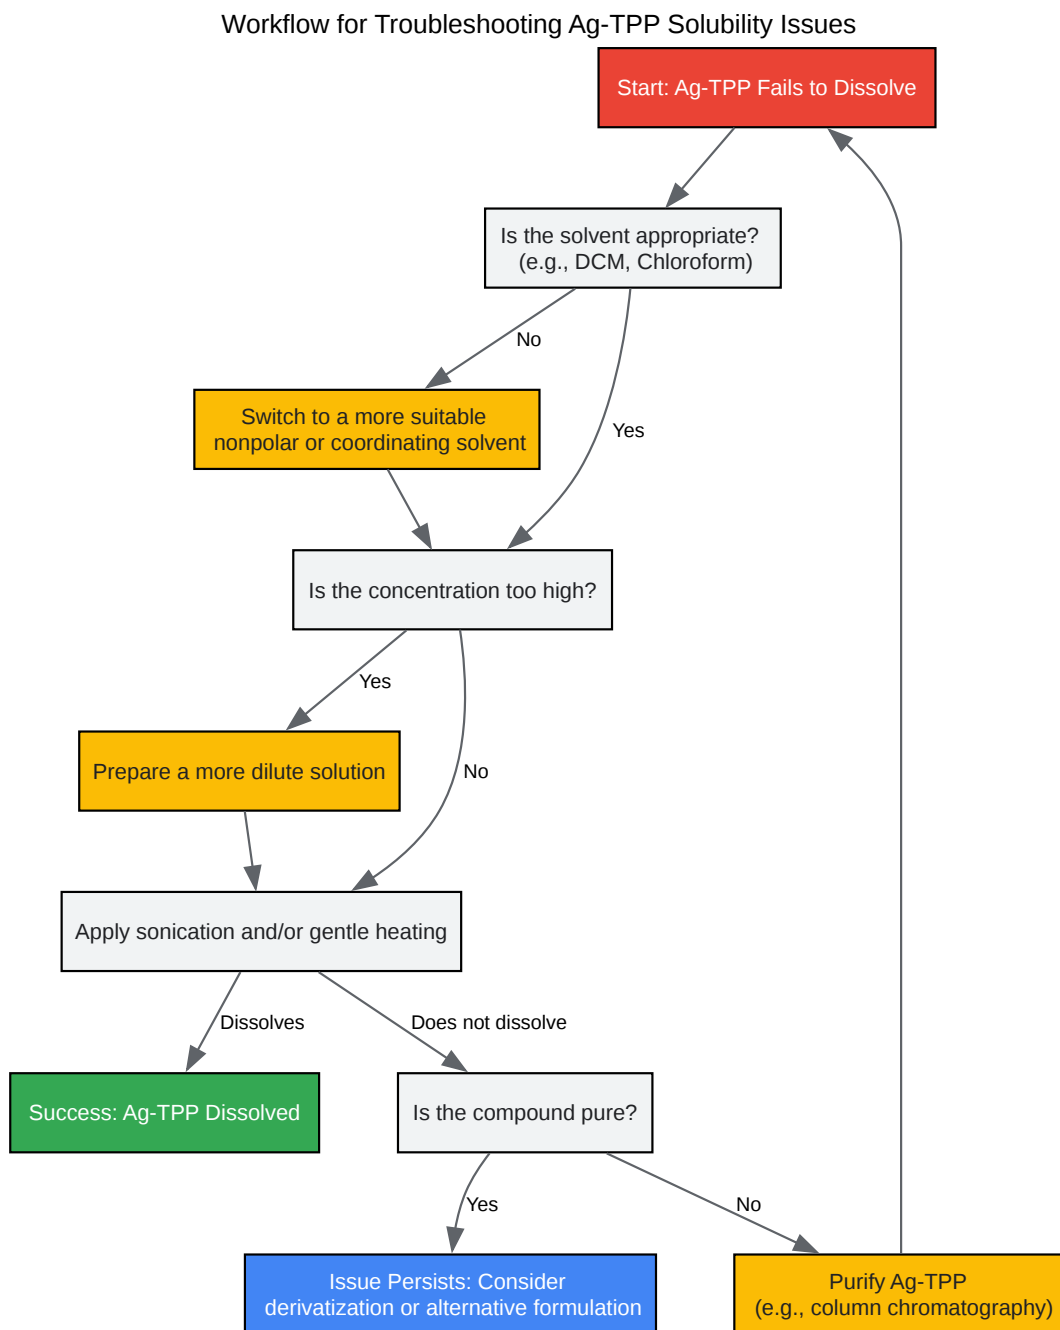 Workflow for Troubleshooting Ag-TPP Solubility Issues
Start: Ag-TPP Fails to Dissolve
Is the solvent appropriate?
(e.g., DCM, Chloroform)
No
Yes
Switch to a more suitable
nonpolar or coordinating solvent
Is the concentration too high?
Yes
No
Prepare a more dilute solution
Apply sonication and/or gentle heating
Dissolves
Does not dissolve
Success: Ag-TPP Dissolved
Is the compound pure?
Yes
No
Issue Persists: Consider
derivatization or alternative formulation
Purify Ag-TPP
(e.g., column chromatography)